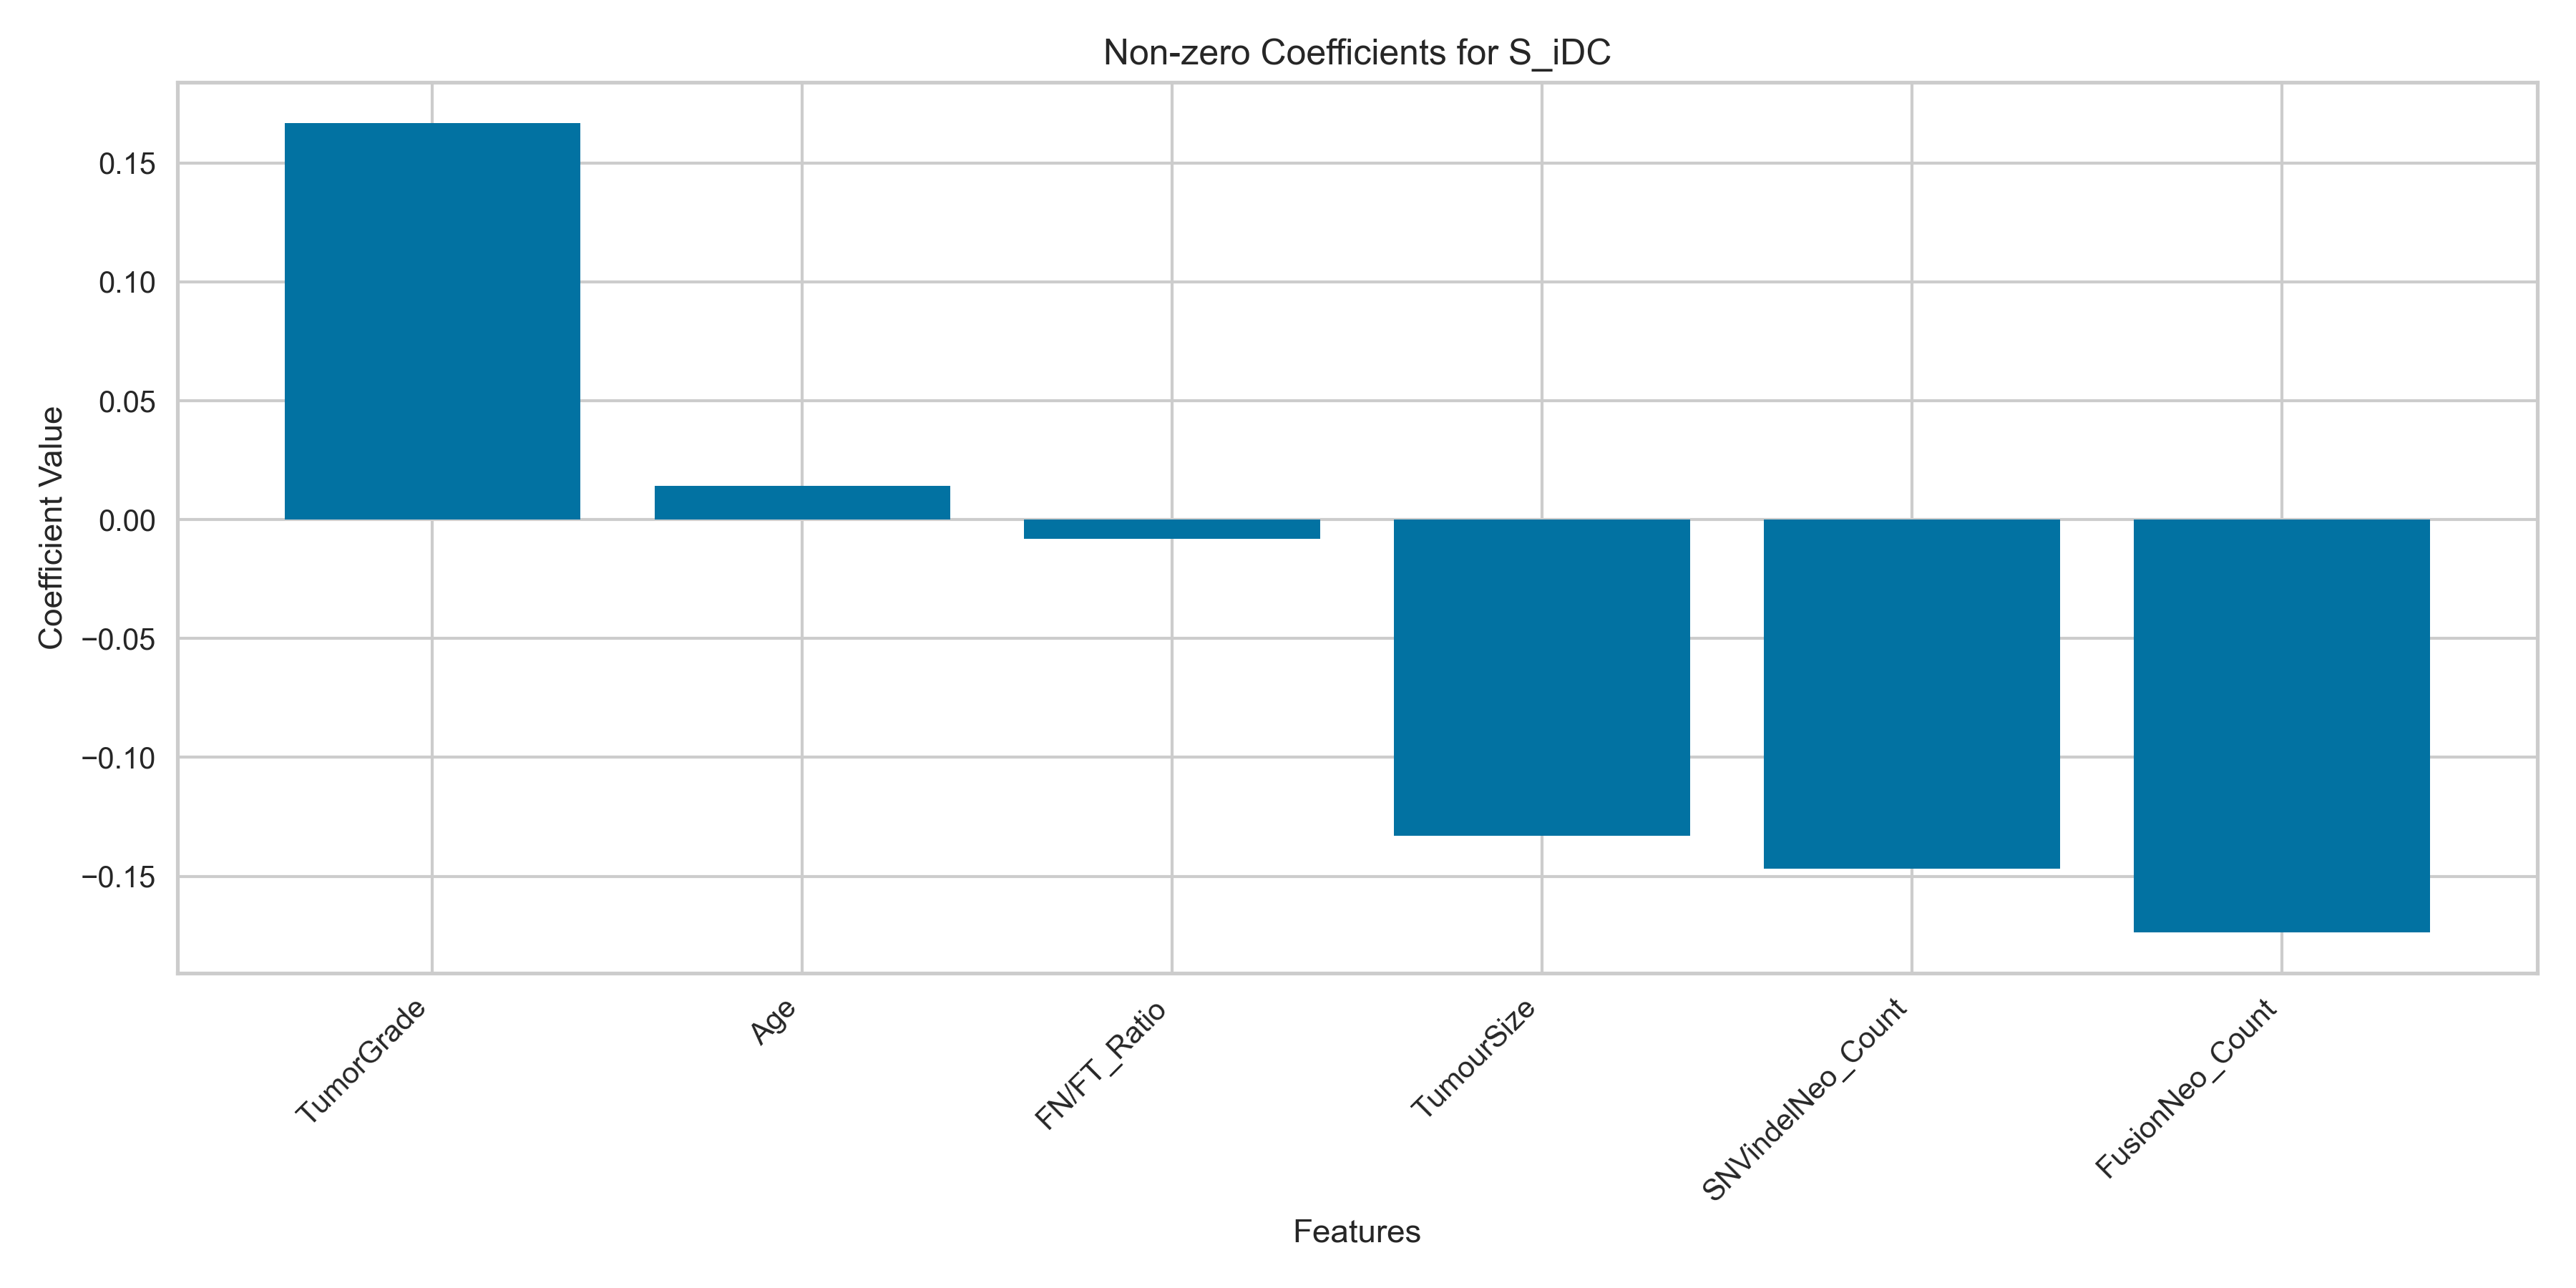 Non-zero Coefficients for S_iDC
Coefficient Value
0.15
0.10
0.05
0.00
−0.05
−0.10
−0.15
TumorGrade
Age
FN/FT_Ratio
TumourSize
SNVindelNeo_Count
FusionNeo_Count
Features